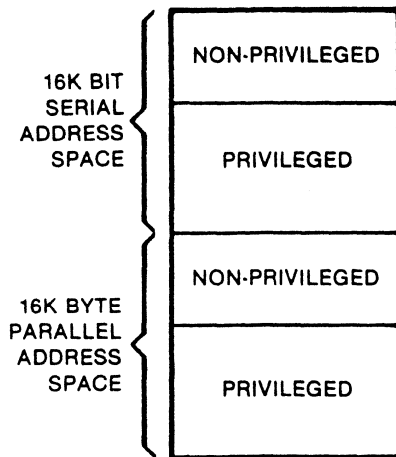 NON-PRIVILEGED
16K BIT
SERIAL
ADDRESS
SPACE
PRIVILEGED
NON-PRIVILEGED
16K BYTE
PARALLEL
ADDRESS
SPACE
PRIVILEGED